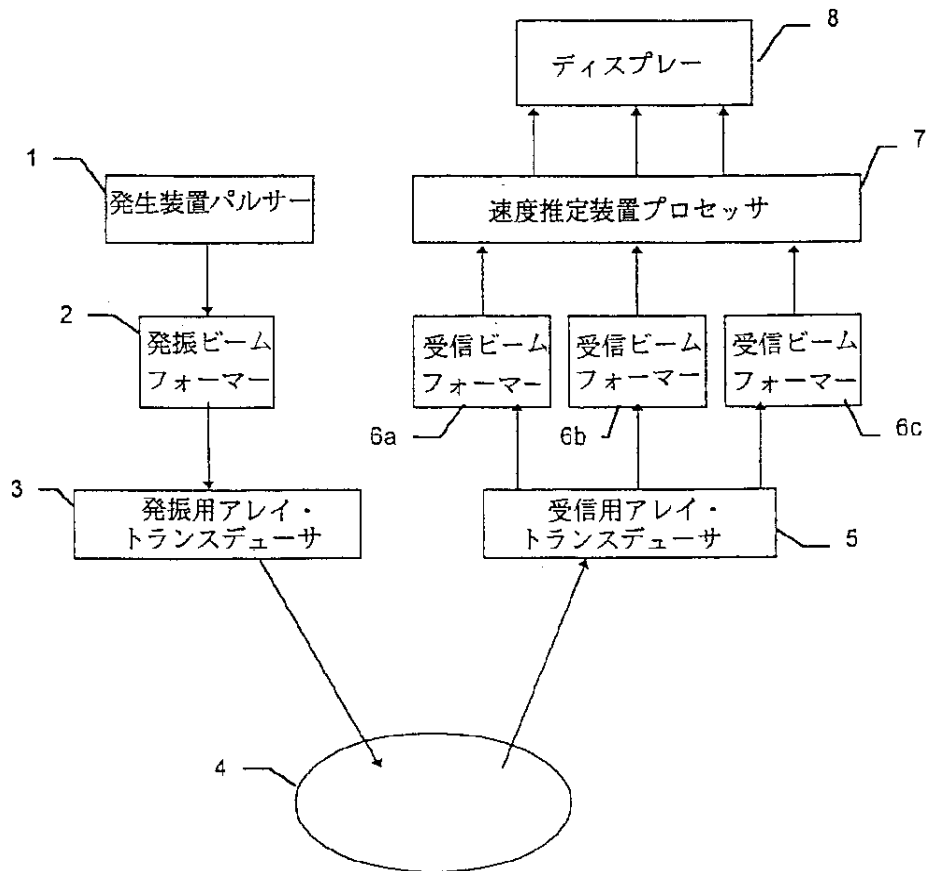 8
ディスプレー
7
1
発生装置パルサー
速度推定装置プロセッサ
2
発振ビーム
フォーマー
受信ビーム
フォーマー
受信ビーム
フォーマー
受信ビーム
フォーマー
6a
6b
6c
3
発振用アレイ・
トランスデューサ
受信用アレイ・
トランスデューサ
5
4